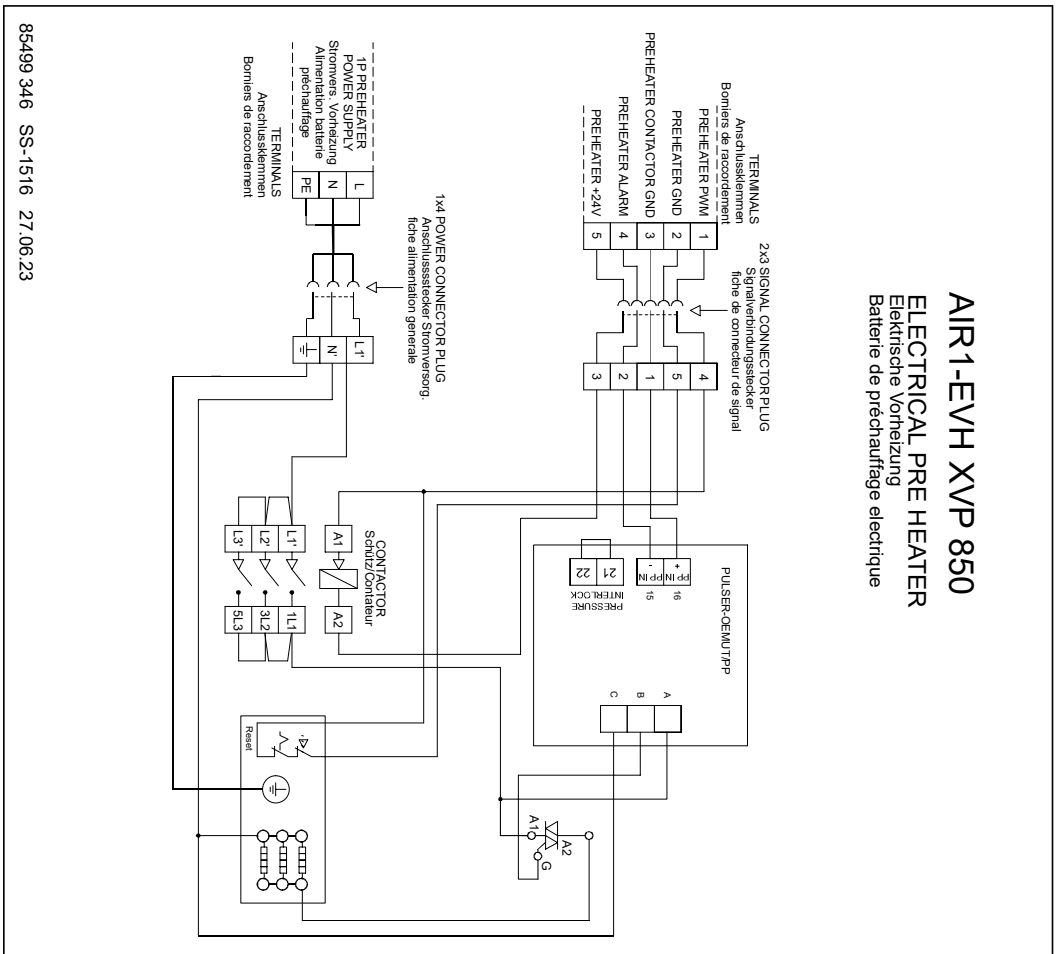 AIR1-EVH XVP 850
ELECTRICAL PRE HEATER
Elektrische Vorheizung
Batterie de préchauffage electrique
TERMINALS
Anschlussklemmen
Borniers de raccordement
PREHEATER PWM
PREHEATER GND
PREHEATER CONTACTOR GND
PREHEATER ALARM
PREHEATER +24V
1
2
3
4
5
2x3 SIGNAL CONNECTOR PLUG
Signalverbindungsstecker
fiche de connecteur de signal
4
5
1
2
3
PULSER-OEMUT/PP
+
PP IN
-
PP IN
16
15
21
22
PRESSURE
INTERLOCK
A
B
C
A1
A2
G
1P PREHEATER
POWER SUPPLY
Stromvers. Vorheizung
Alimentation batterie
préchauffage
L
N
PE
TERMINALS
Anschlussklemmen
Borniers de raccordement
1x4 POWER CONNECTOR PLUG
Anschlussstecker Stromversorg.
fiche alimentation generale
L1'
N'
CONTACTOR
Schütz/Contateur
A1
A2
L1'
L2'
L3'
1L1
3L2
5L3
Reset
85499 346 SS-1516 27.06.23